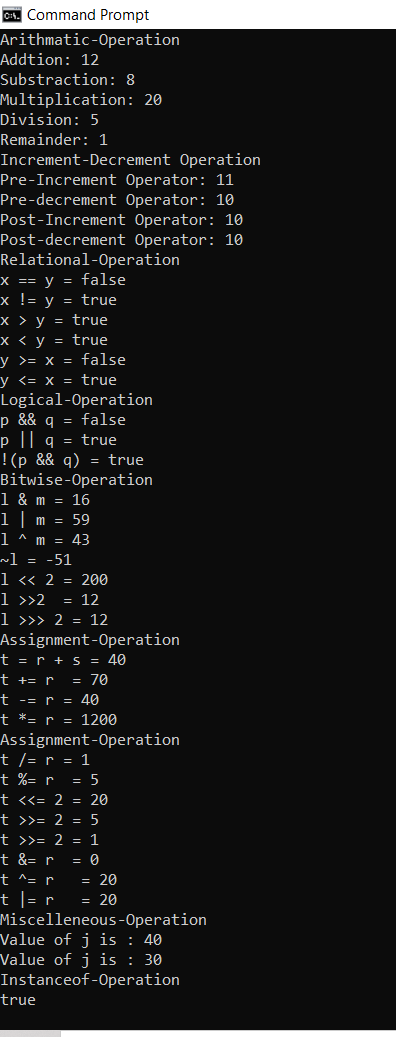 Command Prompt
Arithmatic-Operation
Addtion: 12
Substraction: 8
Multiplication: 20
Division: 5
Remainder: 1
Increment-Decrement Operation
Pre-Increment Operator: 11
Pre-decrement Operator: 10
Post-Increment Operator: 10
Post-decrement Operator: 10
Relational-Operation
x == y = false
x != y = true
x > y = true
x < y = true
y >= x = false
y <= x = true
Logical-Operation
p && q = false
p || q = true
!(p && q) = true
Bitwise-Operation
l & m = 16
l | m = 59
l ^ m = 43
~l = -51
l << 2 = 200
l >>2  = 12
l >>> 2 = 12
Assignment-Operation
t = r + s = 40
t += r  = 70
t -= r = 40
t *= r = 1200
Assignment-Operation
t /= r = 1
t %= r  = 5
t <<= 2 = 20
t >>= 2 = 5
t >>= 2 = 1
t &= r  = 0
t ^= r   = 20
t |= r   = 20
Miscelleneous-Operation
Value of j is : 40
Value of j is : 30
Instanceof-Operation
true